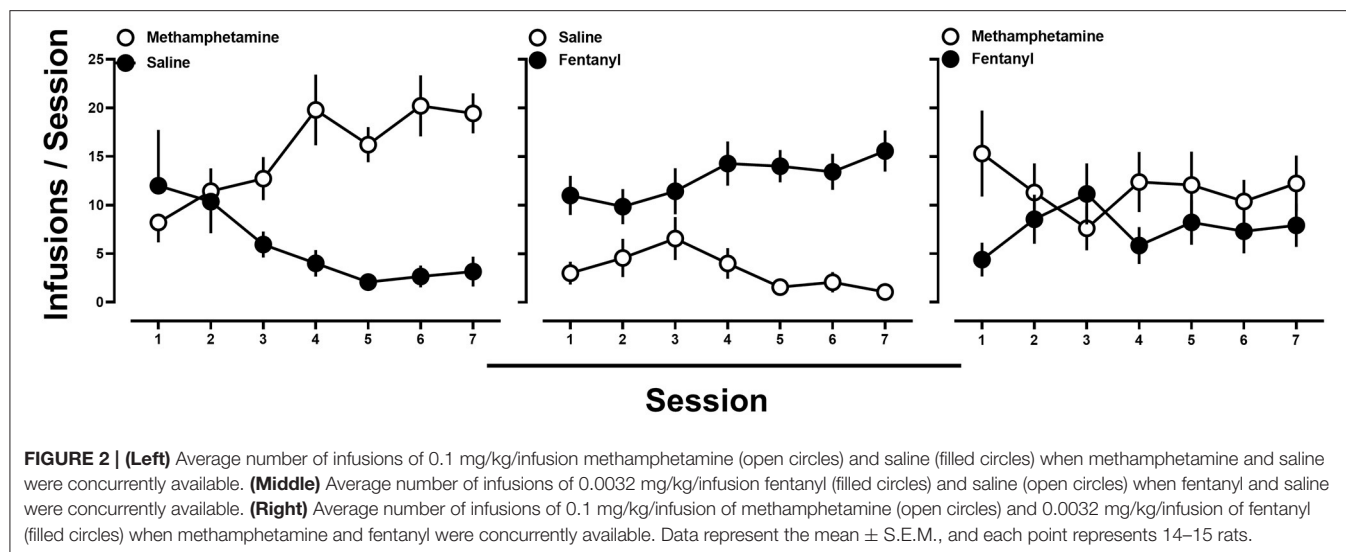 Infusions / Session
Methamphetamine
Saline
25
20
15
10
5
0
1 2 3 4 5 6 7
Saline
Fentanyl
1 2 3 4 5 6 7
Methamphetamine
Fentanyl
1 2 3 4 5 6 7
Session
FIGURE 2 | (Left) Average number of infusions of 0.1 mg/kg/infusion methamphetamine (open circles) and saline (filled circles) when methamphetamine and saline
were concurrently available. (Middle) Average number of infusions of 0.0032 mg/kg/infusion fentanyl (filled circles) and saline (open circles) when fentanyl and saline
were concurrently available. (Right) Average number of infusions of 0.1 mg/kg/infusion of methamphetamine (open circles) and 0.0032 mg/kg/infusion of fentanyl
(filled circles) when methamphetamine and fentanyl were concurrently available. Data represent the mean ± S.E.M., and each point represents 14–15 rats.